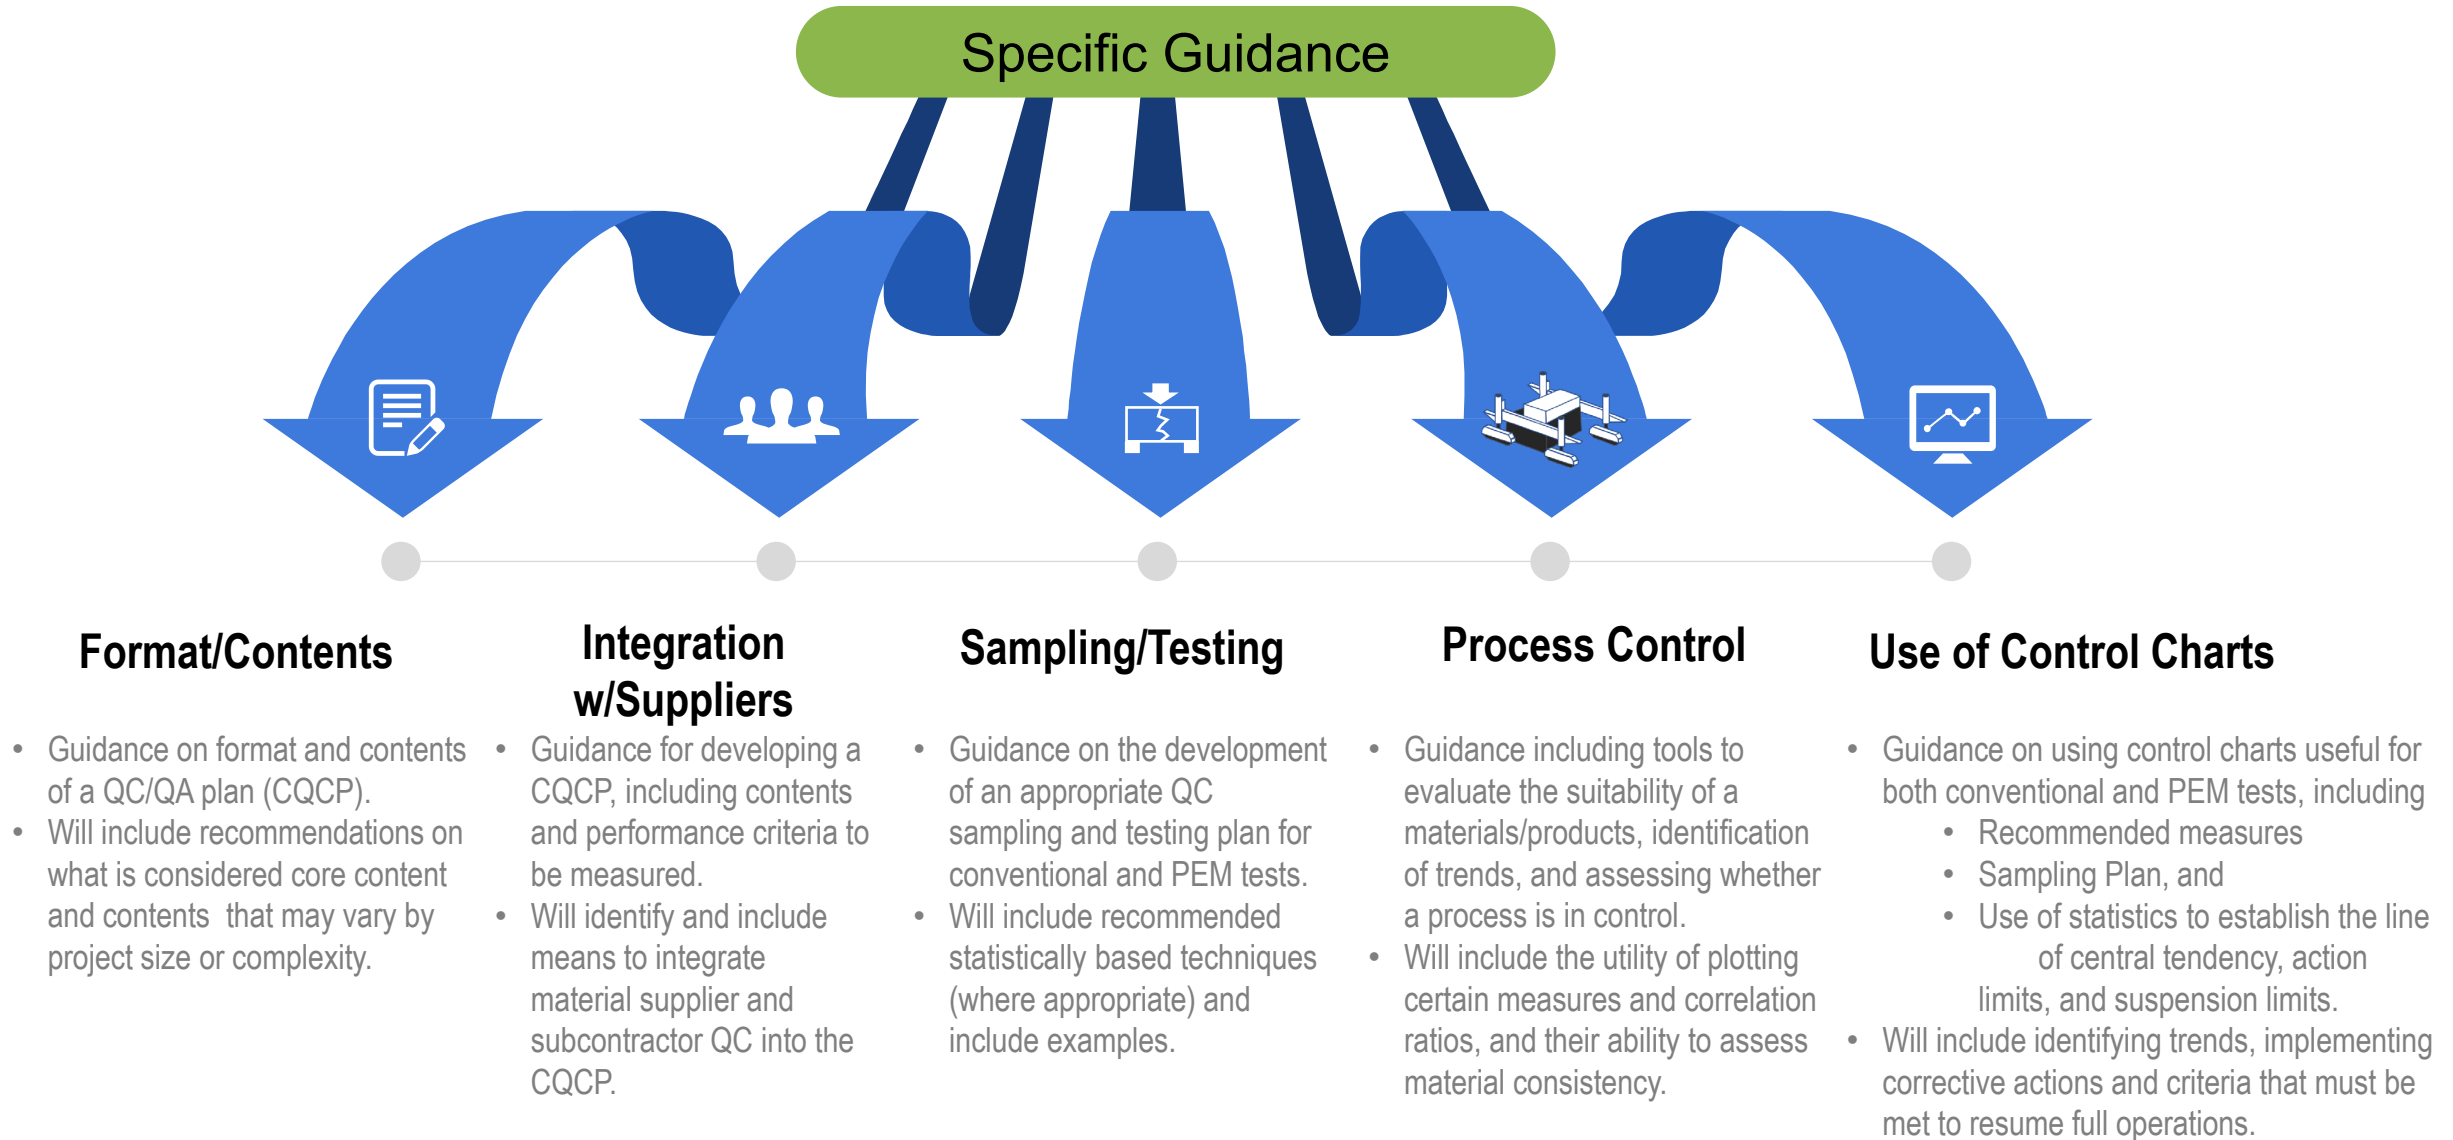 Specific Guidance
Format/Contents
• Guidance on format and contents
of a QC/QA plan (CQCP).
• Will include recommendations on
what is considered core content
and contents  that may vary by
project size or complexity.
Integration
w/Suppliers
• Guidance for developing a
CQCP, including contents
and performance criteria to
be measured.
• Will identify and include
means to integrate
material supplier and
subcontractor QC into the
CQCP.
Sampling/Testing
• Guidance on the development
of an appropriate QC
sampling and testing plan for
conventional and PEM tests.
• Will include recommended
statistically based techniques
(where appropriate) and
include examples.
Process Control
• Guidance including tools to
evaluate the suitability of a
materials/products, identification
of trends, and assessing whether
a process is in control.
• Will include the utility of plotting
certain measures and correlation
ratios, and their ability to assess
material consistency.
Use of Control Charts
• Guidance on using control charts useful for
both conventional and PEM tests, including
• Recommended measures
• Sampling Plan, and
• Use of statistics to establish the line
of central tendency, action
limits, and suspension limits.
• Will include identifying trends, implementing
corrective actions and criteria that must be
met to resume full operations.